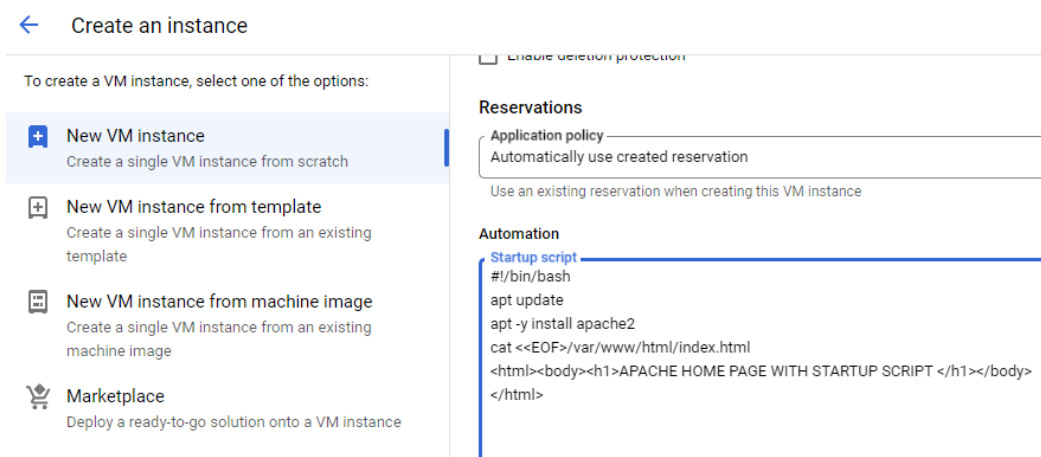 Create an instance
To create a VM instance, select one of the options:
New VM instance
Create a single VM instance from scratch
New VM instance from template
Create a single VM instance from an existing
template
New VM instance from machine image
Create a single VM instance from an existing
machine image
Marketplace
Deploy a ready-to-go solution onto a VM instance
Enable deletion protection
Reservations
Application policy
Automatically use created reservation
Use an existing reservation when creating this VM instance
Automation
Startup script
#!/bin/bash
apt update
apt -y install apache2
cat <<EOF>/var/www/html/index.html
<html><body><h1>APACHE HOME PAGE WITH STARTUP SCRIPT </h1></body>
</html>